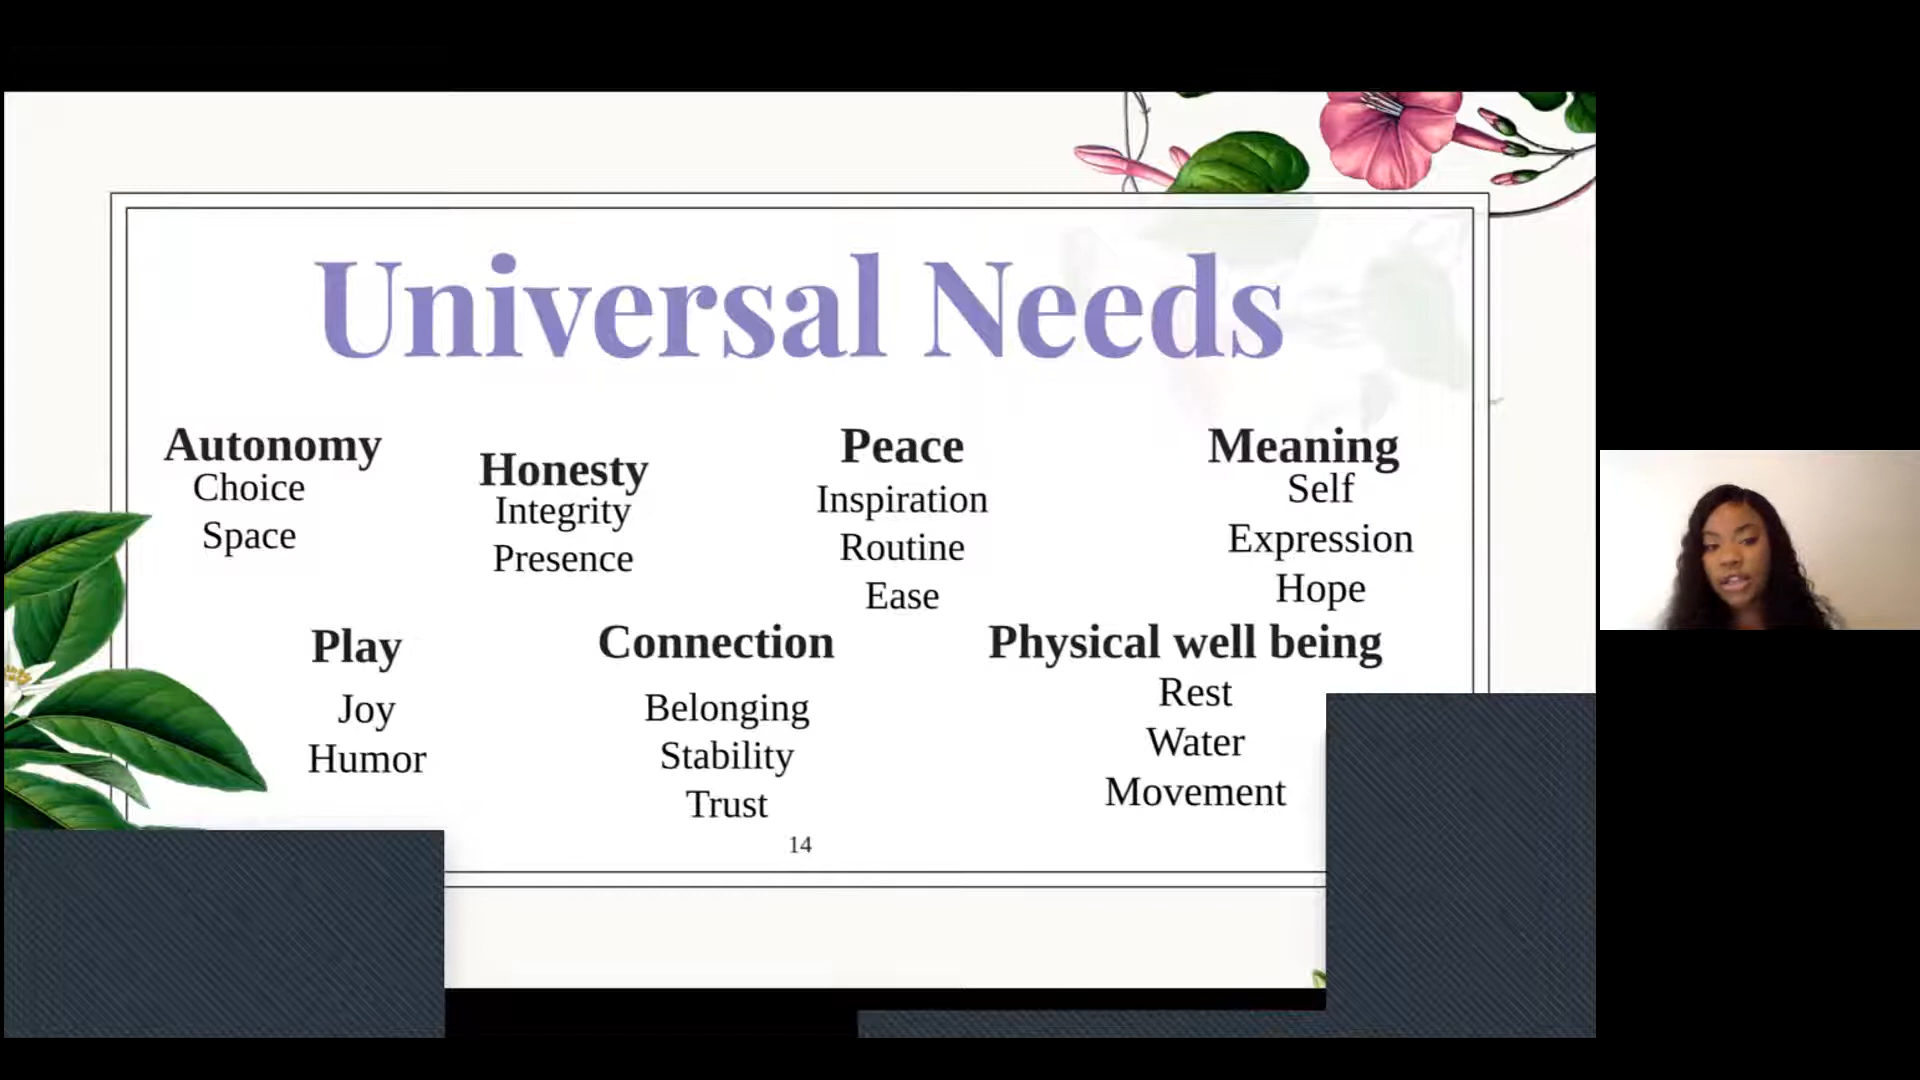 Universal Needs
Autonomy
Choice
Space
Honesty
Integrity
Presence
Peace
Inspiration
Routine
Ease
Meaning
Self
Expression
Hope
Play
Joy
Humor
Connection
Belonging
Stability
Trust
Physical well being
Rest
Water
Movement
14